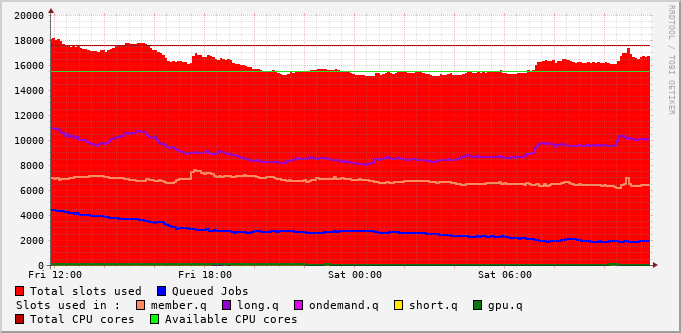 RRDTOOL / TOBI OETIKER
20000
18000
16000
14000
12000
10000
8000
6000
4000
2000
0
Fri 12:00 Fri 18:00 Sat 00:00 Sat 06:00
Total slots used Queued Jobs
Slots used in : member.q long.q ondemand.q short.q gpu.q
Total CPU cores Available CPU cores